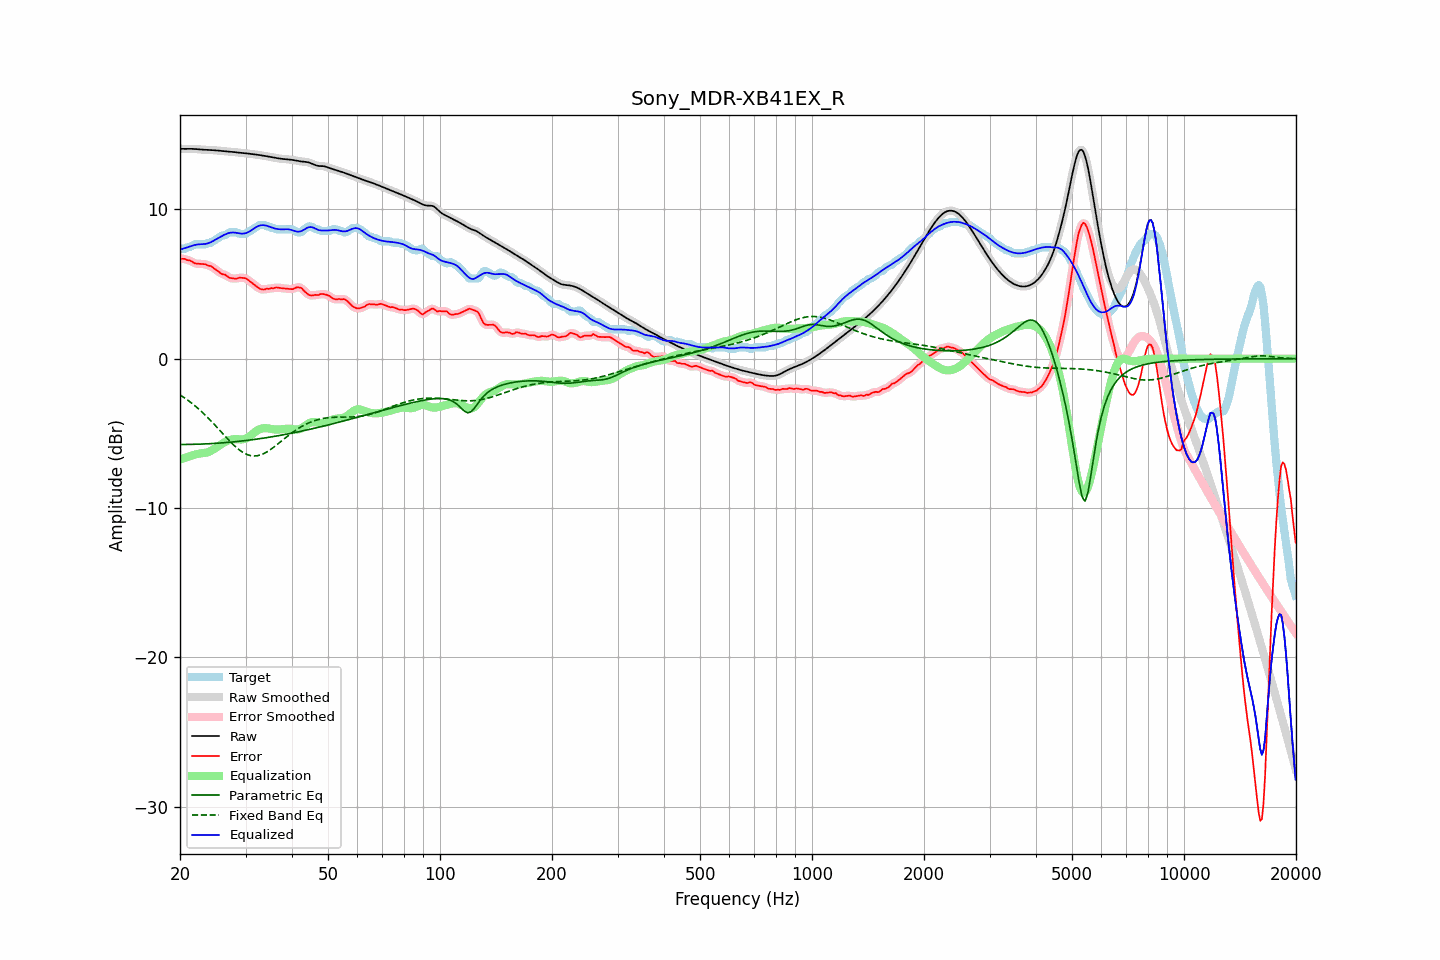 Sony_MDR-XB41EX_R
Amplitude (dBr)
10
0
−10
−20
−30
Target
Raw Smoothed
Error Smoothed
Raw
Error
Equalization
Parametric Eq
Fixed Band Eq
Equalized
20 50 100 200 500 1000 2000 5000 10000 20000
Frequency (Hz)